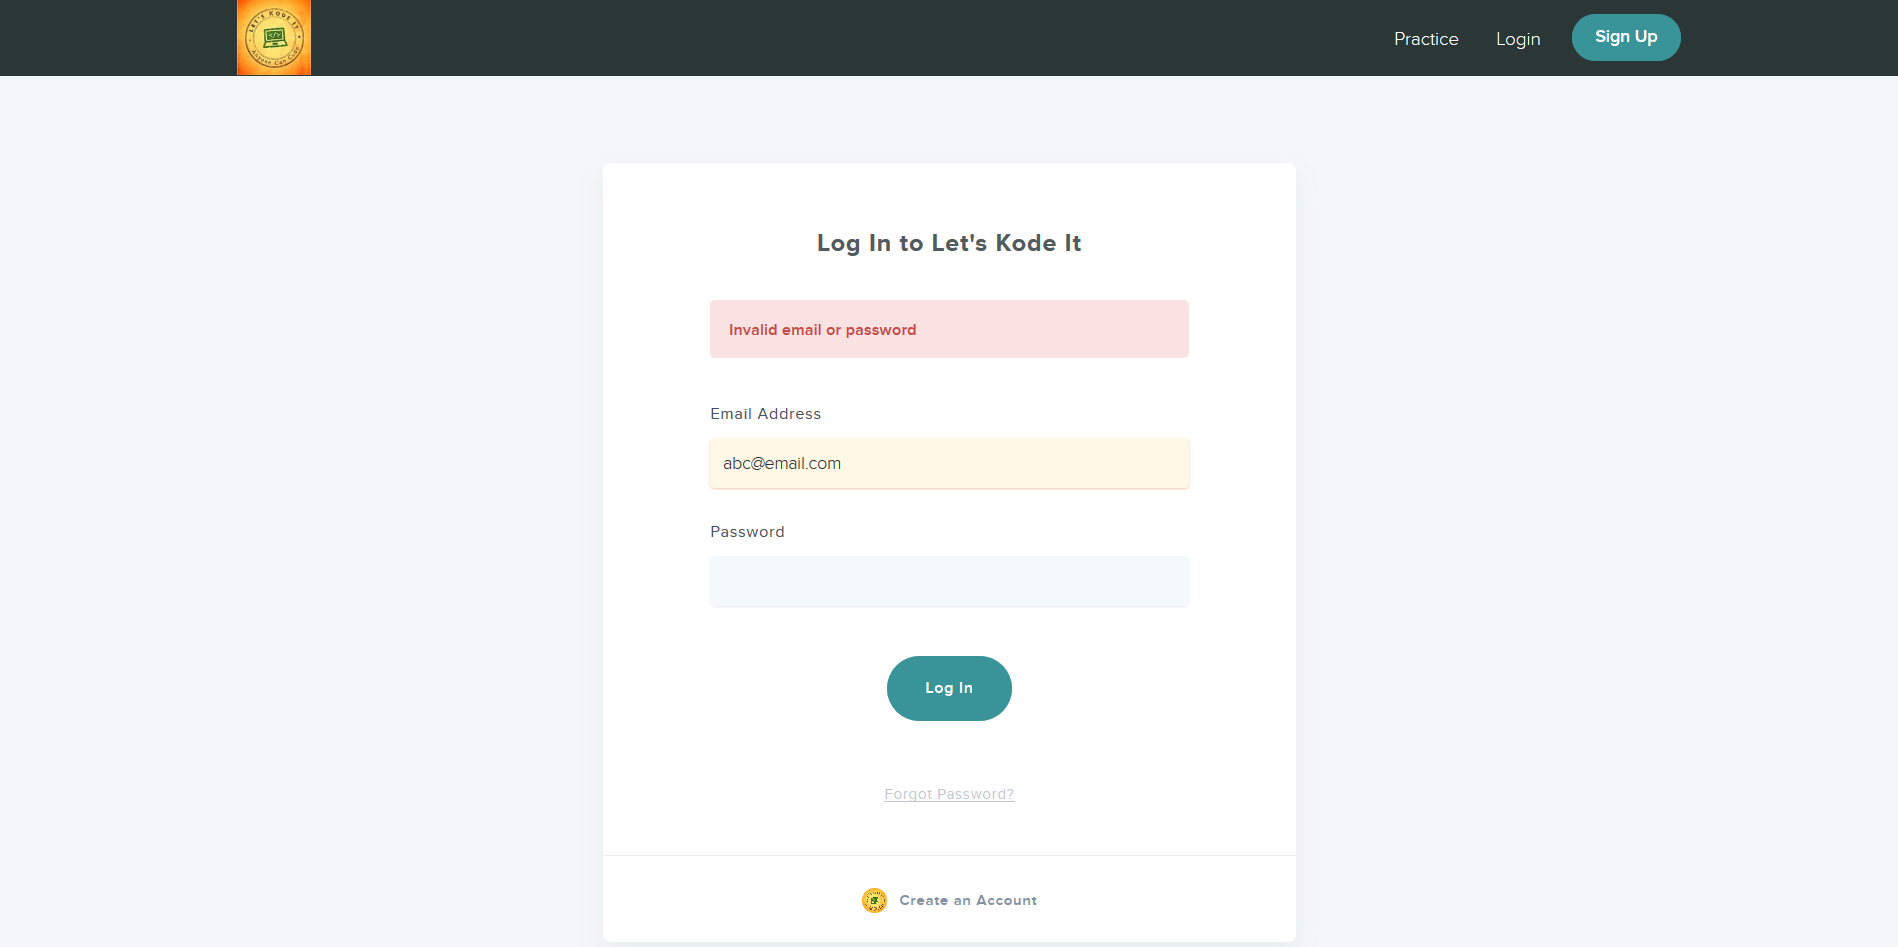 LET'S KODE IT
Anyone Can Code
Practice
Login
Sign Up
Log In to Let's Kode It
Invalid email or password
Email Address
abc@email.com
Password
Log In
Forgot Password?
Create an Account